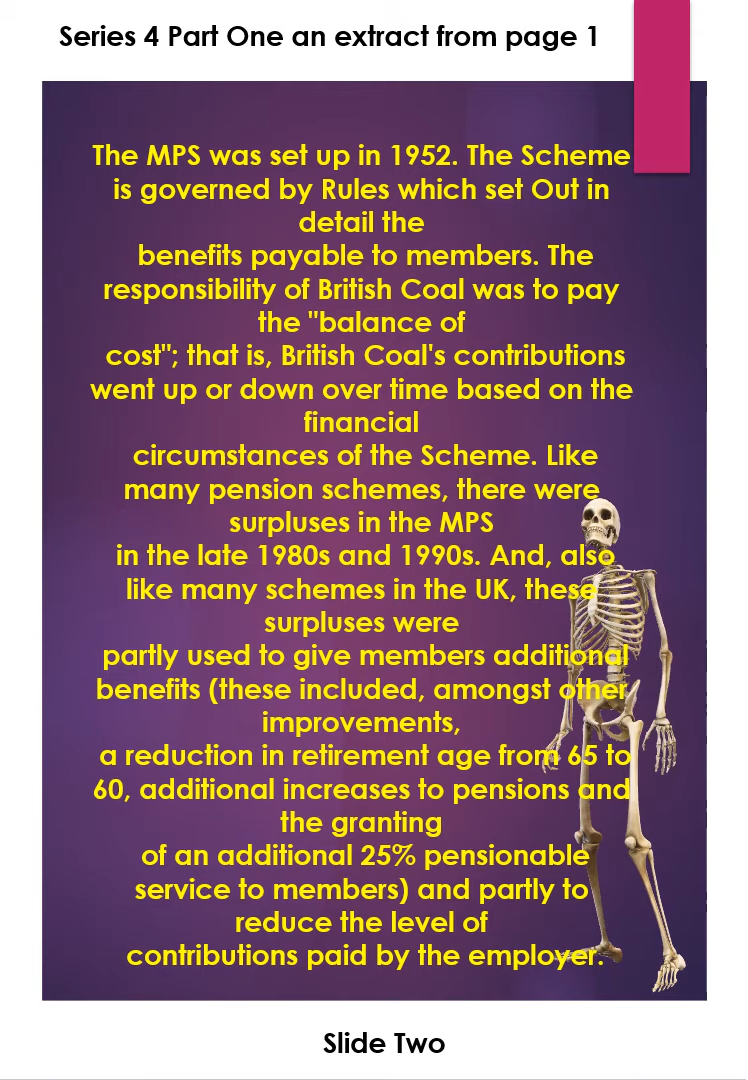 Series 4 Part One an extract from page 1
The MPS was set up in 1952. The Scheme
is governed by Rules which set Out in
detail the
benefits payable to members. The
responsibility of British Coal was to pay
the "balance of
cost"; that is, British Coal's contributions
went up or down over time based on the
financial
circumstances of the Scheme. Like
many pension schemes, there were
surpluses in the MPS
in the late 1980s and 1990s. And, also
like many schemes in the UK, these
surpluses were
partly used to give members additional
benefits (these included, amongst other
improvements,
a reduction in retirement age from 65 to
60, additional increases to pensions and
the granting
of an additional 25% pensionable
service to members) and partly to
reduce the level of
contributions paid by the employer.
Slide Two